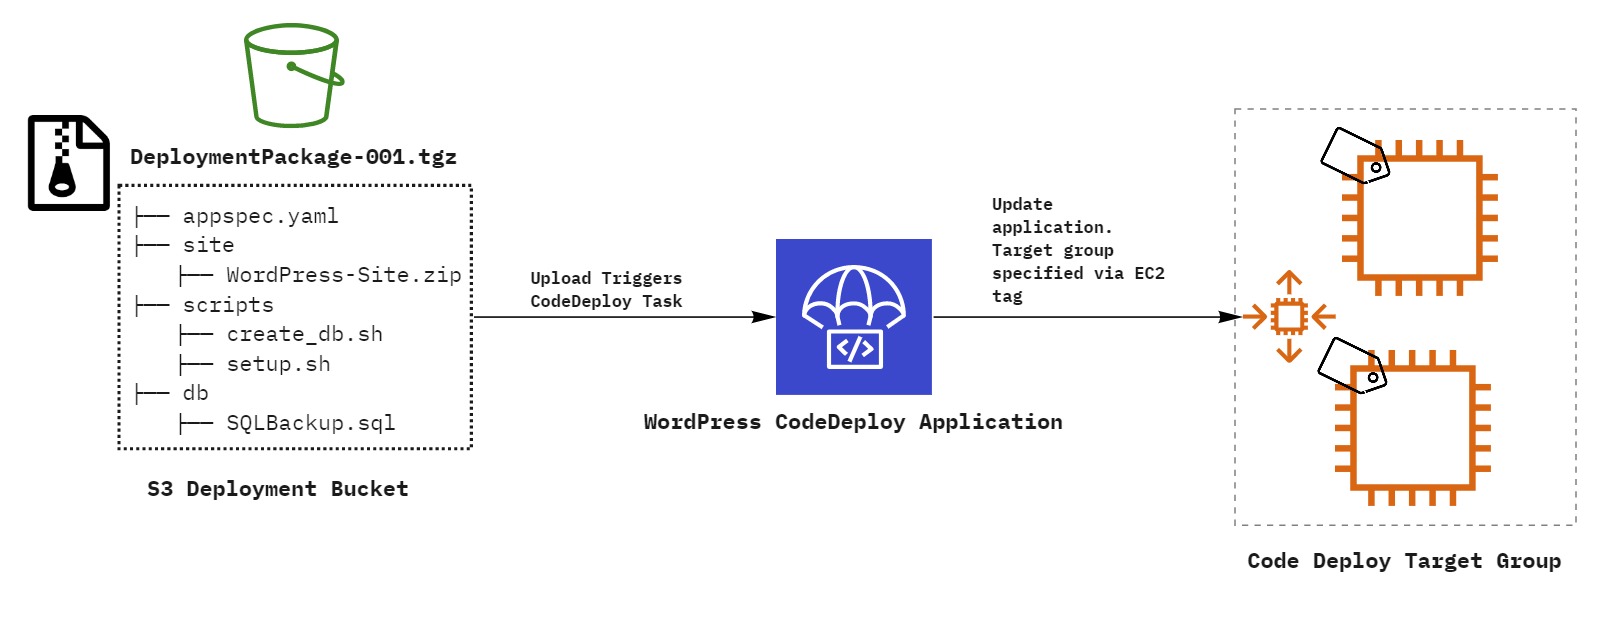 DeploymentPackage-001.tgz
├── appspec.yaml
├── site
├── WordPress-Site.zip
├── scripts
├── create_db.sh
├── setup.sh
├── db
├── SQLBackup.sql
S3 Deployment Bucket
Upload Triggers
CodeDeploy Task
</>
WordPress CodeDeploy Application
Update
application.
Target group
specified via EC2
tag
Code Deploy Target Group